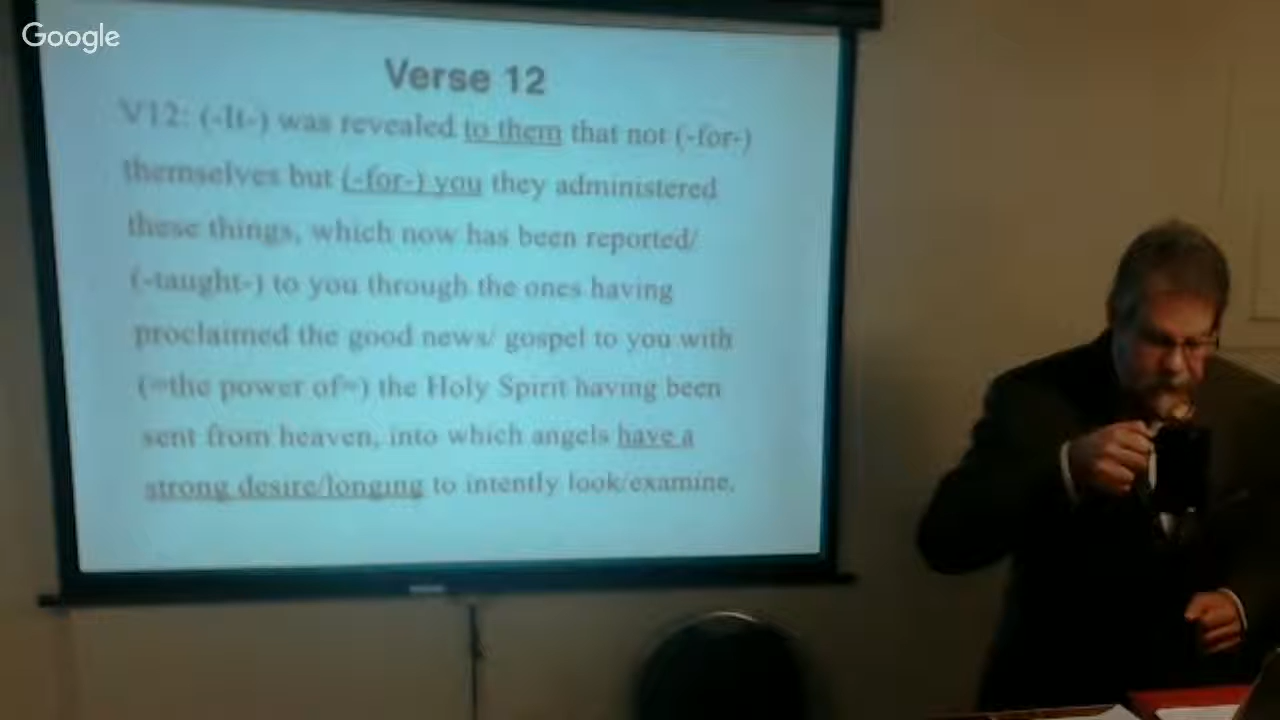 Google
Verse 12
V12: (-It-) was revealed to them that not (-for-)
themselves but (-for-) you they administered
these things, which now has been reported/
(-taught-) to you through the ones having
proclaimed the good news/ gospel to you with
(=the power of=) the Holy Spirit having been
sent from heaven, into which angels have a
strong desire/longing to intently look/examine.